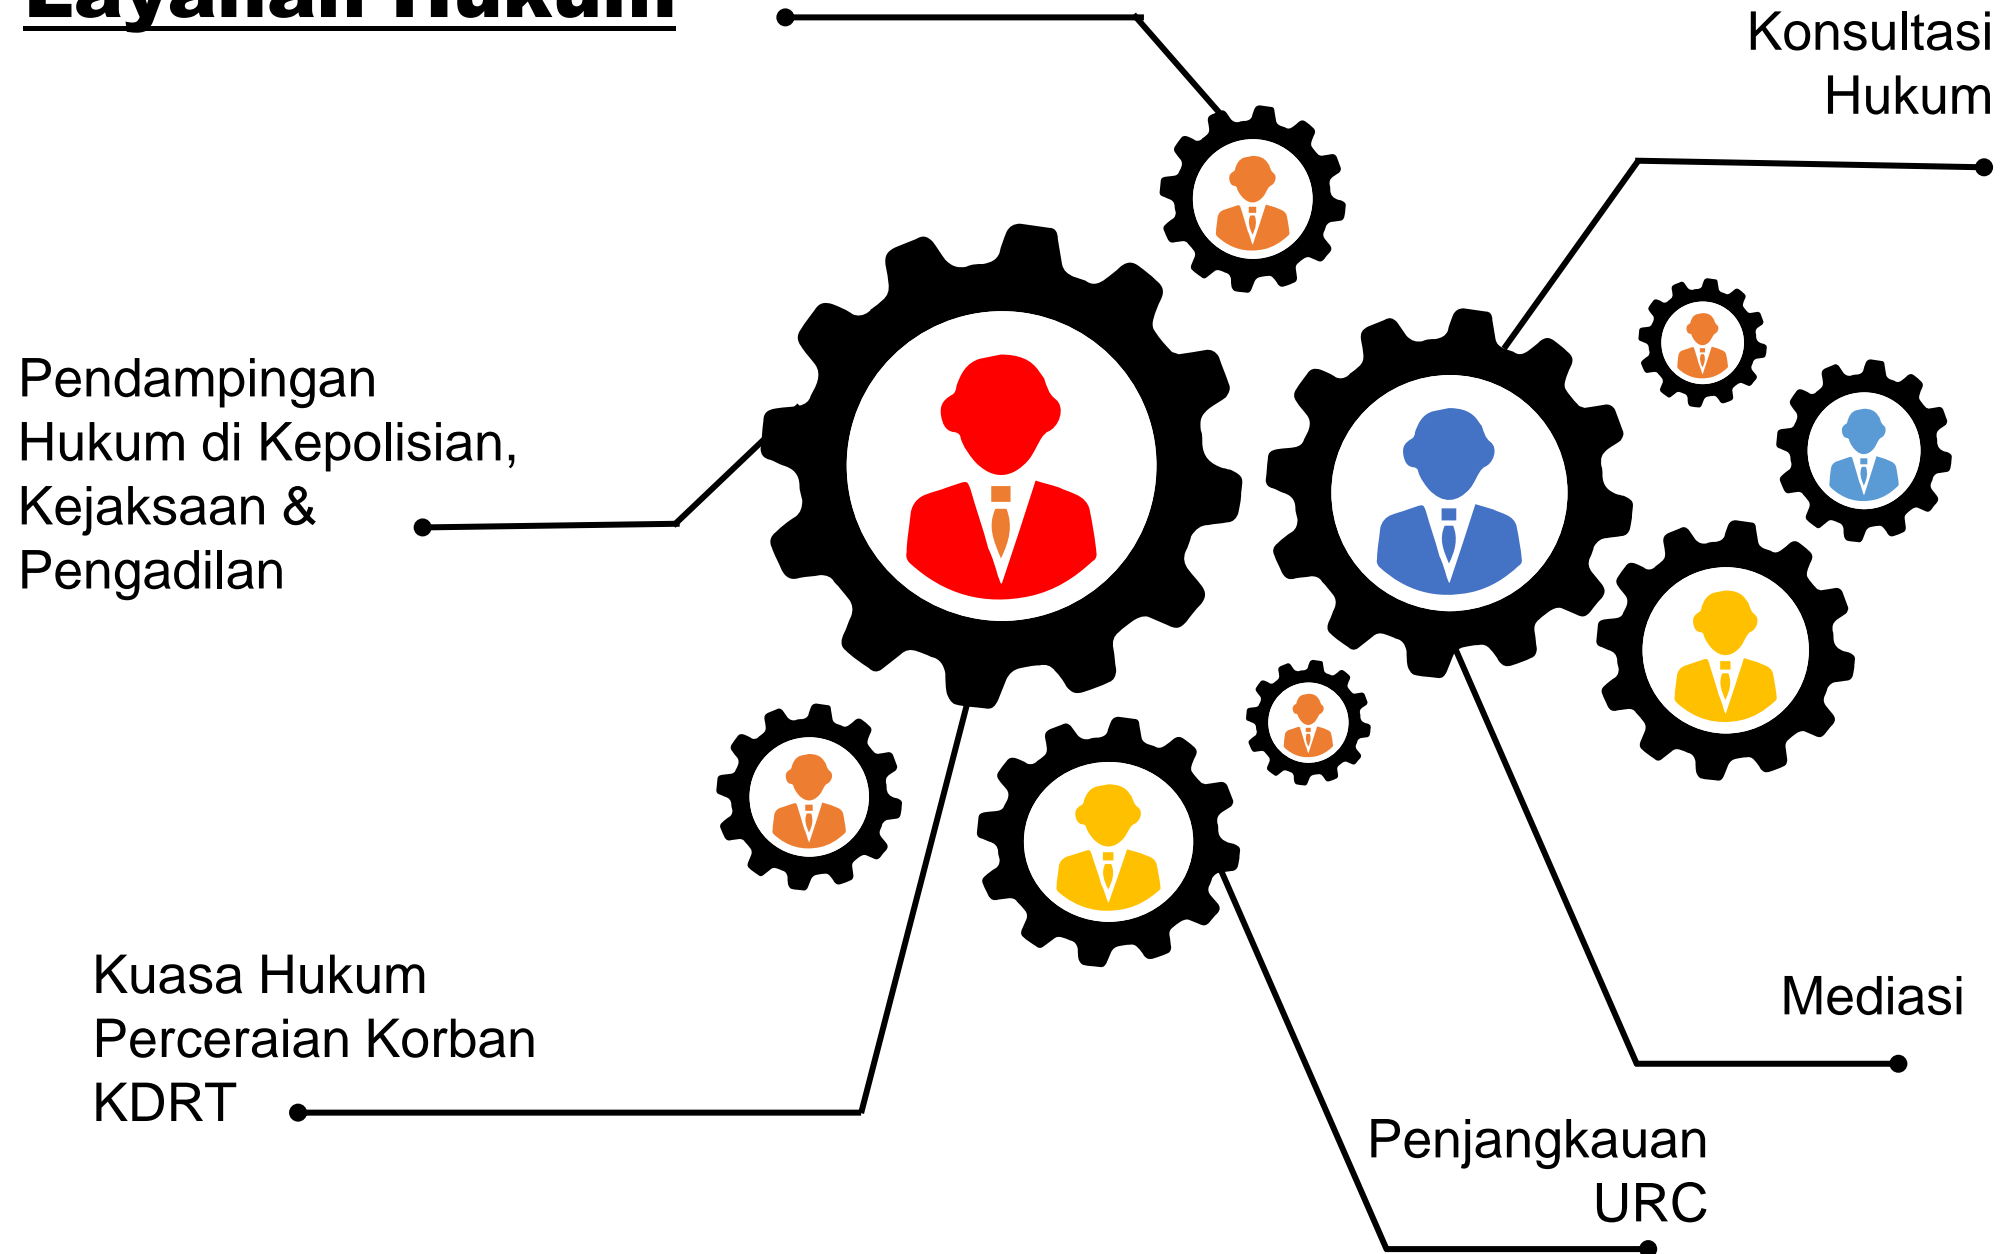 Layanan Hukum
Konsultasi
Hukum
Pendampingan
Hukum di Kepolisian,
Kejaksaan &
Pengadilan
Kuasa Hukum
Perceraian Korban
KDRT
Mediasi
Penjangkauan
URC